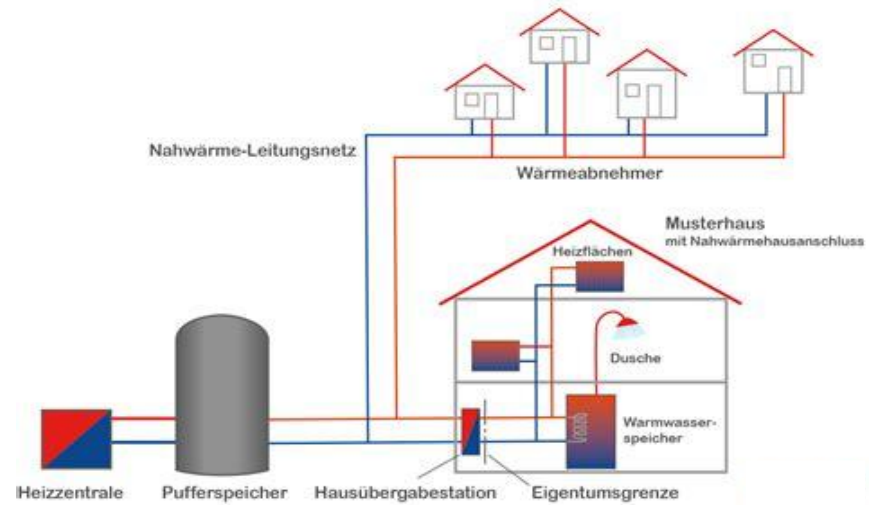 Nahwärme-Leitungsnetz
Wärmeabnehmer
Musterhaus
mit Nahwärmehausanschluss
Heizflächen
Dusche
Warmwasser-
speicher
Heizzentrale
Pufferspeicher
Hausübergabestation
Eigentumsgrenze